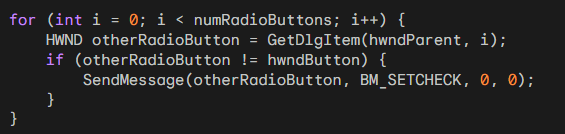 for (int i = 0; i < numRadioButtons; i++) {
    HWND otherRadioButton = GetDlgItem(hwndParent, i);
    if (otherRadioButton != hwndButton) {
        SendMessage(otherRadioButton, BM_SETCHECK, 0, 0);
    }
}